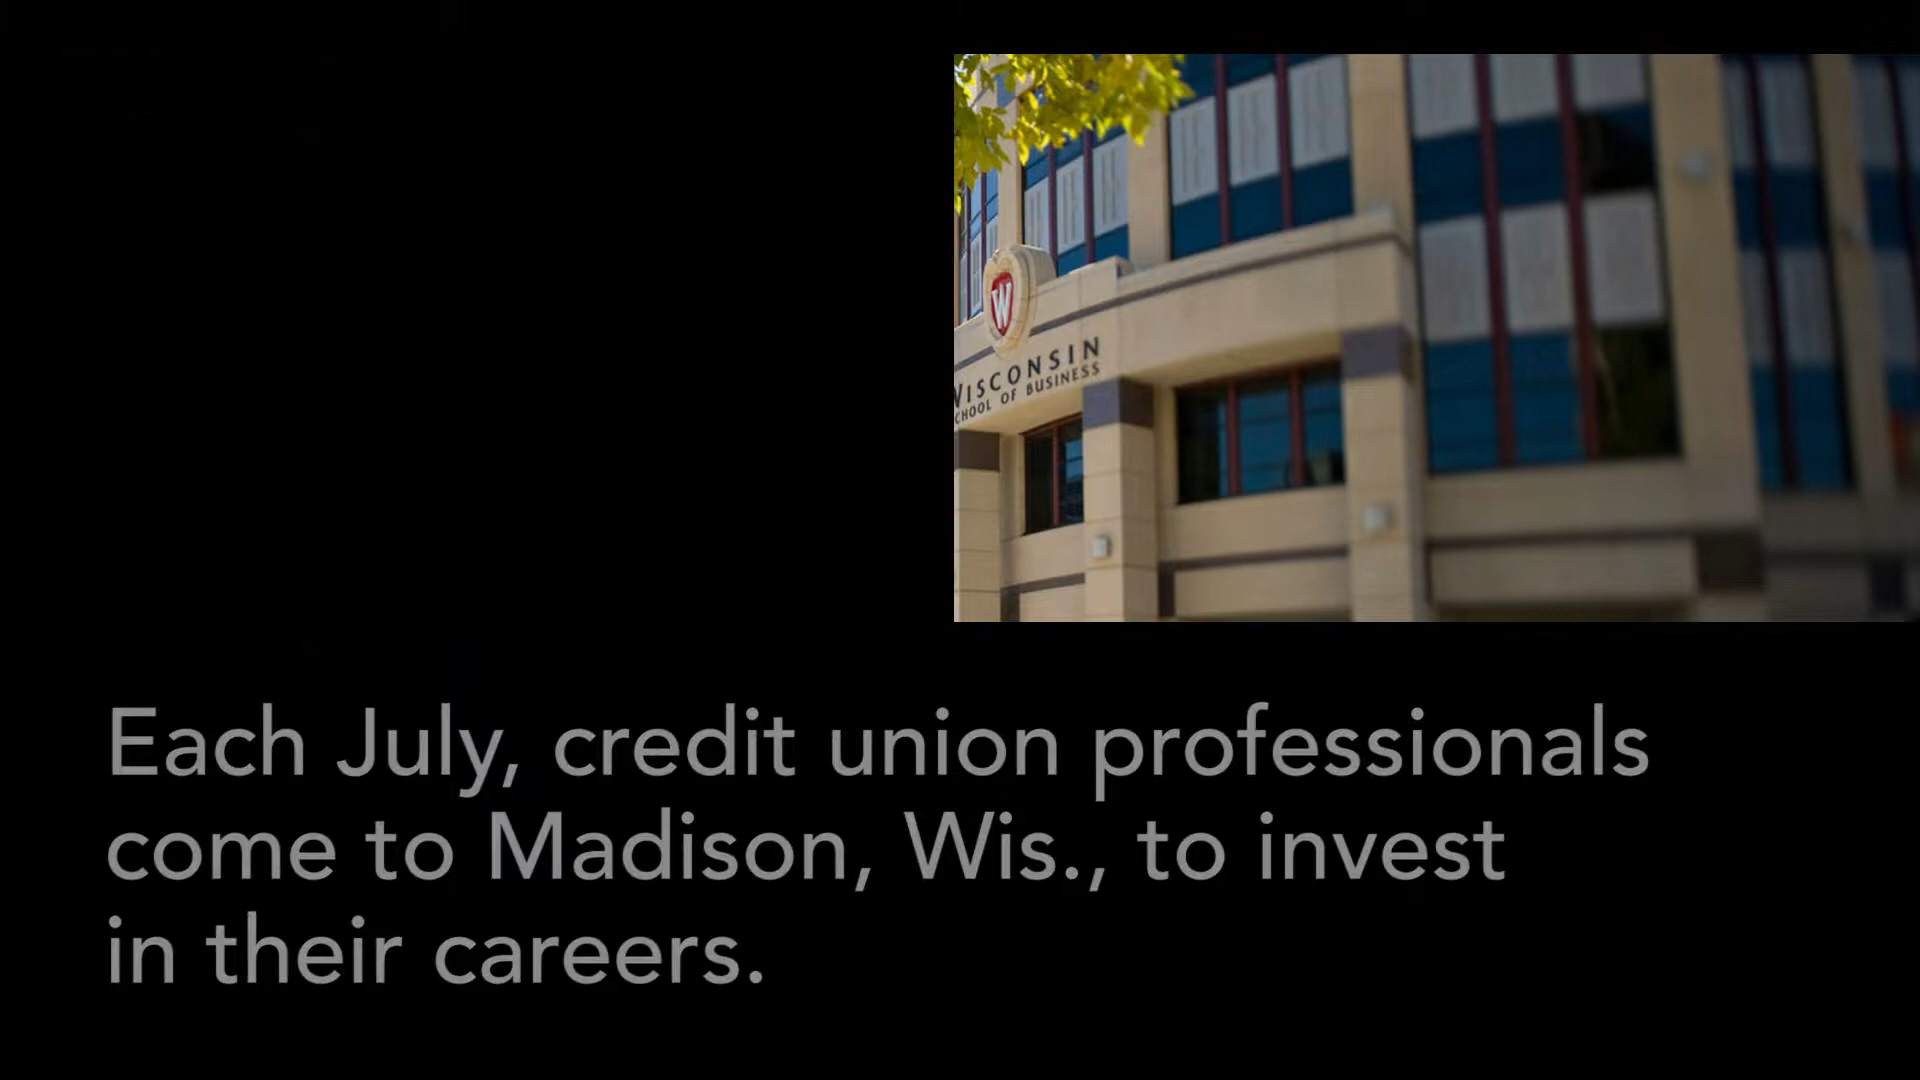 W
WISCONSIN
SCHOOL OF BUSINESS
Each July, credit union professionals
come to Madison, Wis., to invest
in their careers.